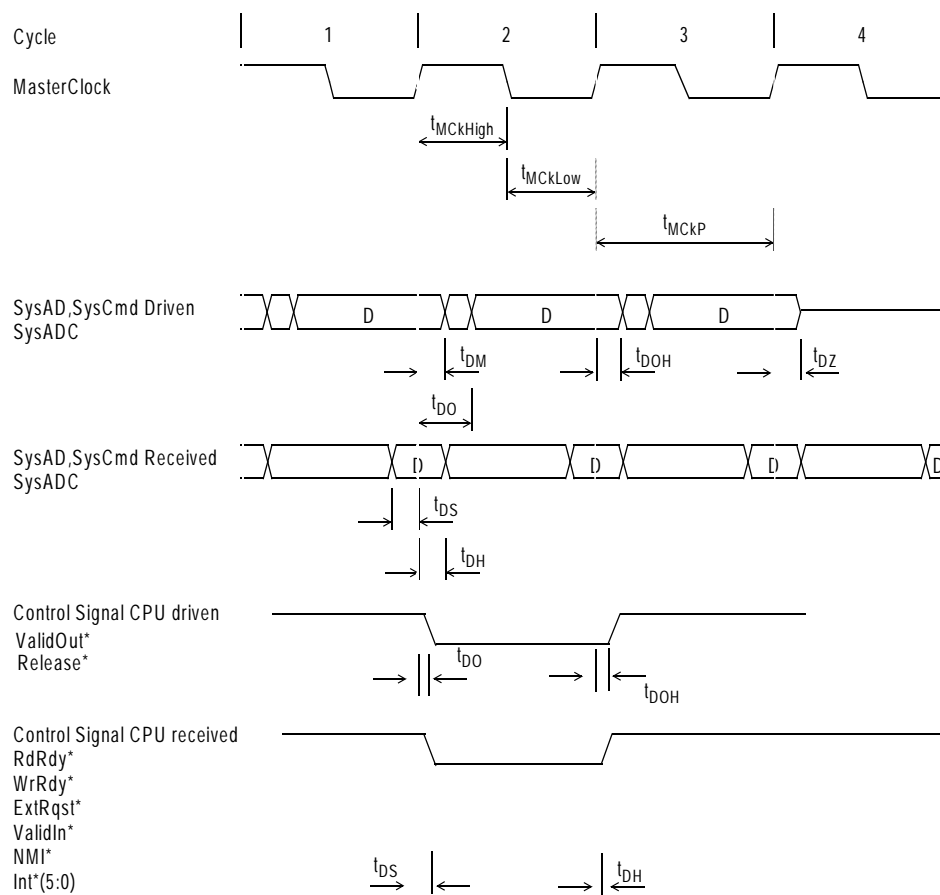 Cycle 1 2 3 4
MasterClock
tMCkHigh
tMCkLow
tMCkP
SysAD,SysCmd Driven
SysADC
D D D
tDM tDOH tDZ
tDO
SysAD,SysCmd Received
SysADC
D D D D
tDS
tDH
Control Signal CPU driven
ValidOut*
Release*
tDO
tDOH
Control Signal CPU received
RdRdy*
WrRdy*
ExtRqst*
ValidIn*
NMI*
Int*(5:0)
tDS tDH